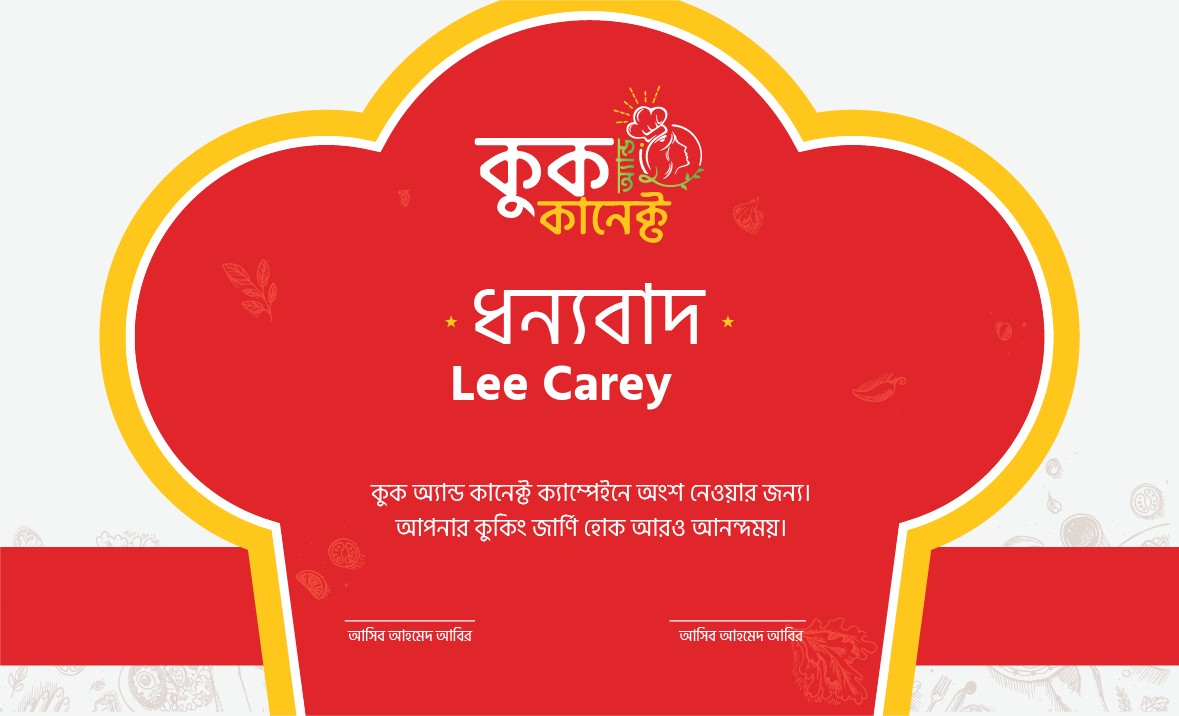 কুক অ্যান্ড
কানেক্ট
ধন্যবাদ
Lee Carey
কুক অ্যান্ড কানেক্ট ক্যাম্পেইনে অংশ নেওয়ার জন্য।
আপনার কুকিং জার্ণি হোক আরও আনন্দময়।
আসিব আহমেদ আবির
আসিব আহমেদ আবির